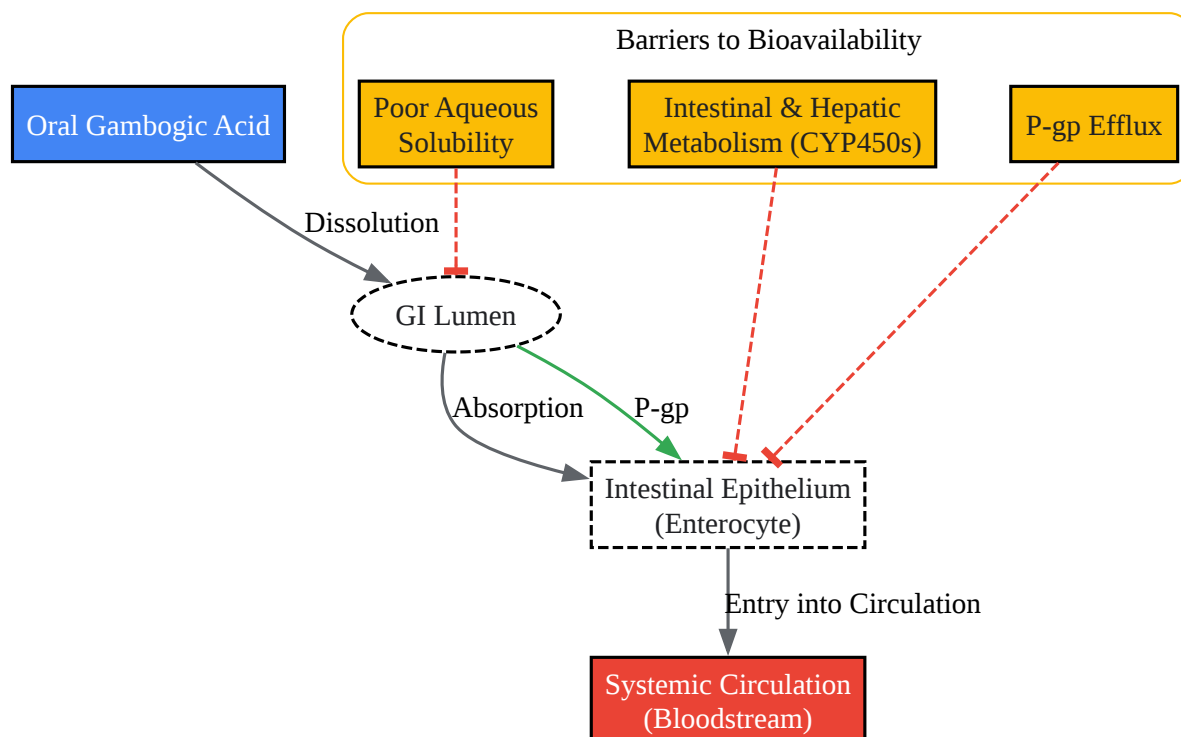 Barriers to Bioavailability
Oral Gambogic Acid
Poor Aqueous
Solubility
Intestinal & Hepatic
Metabolism (CYP450s)
P-gp Efflux
Dissolution
GI Lumen
Absorption
P-gp
Intestinal Epithelium
(Enterocyte)
Entry into Circulation
Systemic Circulation
(Bloodstream)